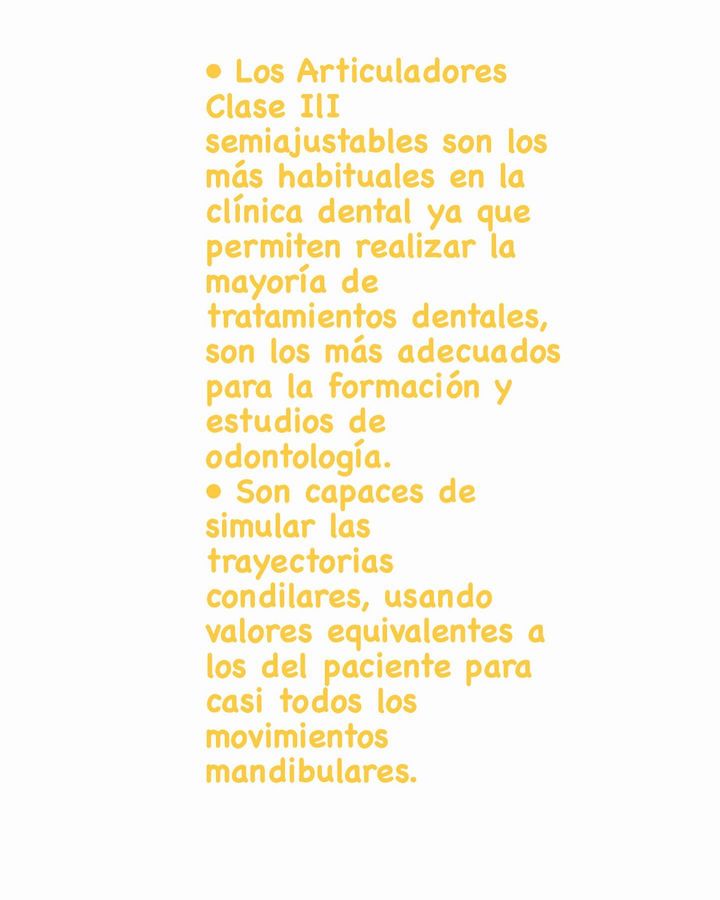 • Los Articuladores
Clase IlI
semiajustables son los
más habituales en la
clínica dental ya que
permiten realizar la
mayoría de
tratamientos dentales,
son los más adecuados
para la formación y
estudios de
odontología.
• Son capaces de
simular las
trayectorias
condilares, usando
valores equivalentes a
los del paciente para
casi todos los
movimientos
mandibulares.